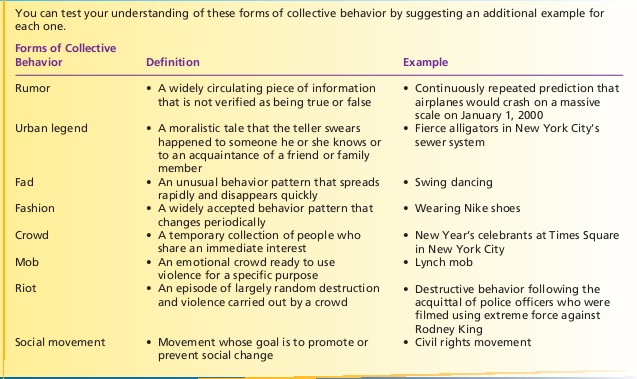 You can test your understanding of these forms of collective behavior by suggesting an additional example for
each one.
Forms of Collective
Behavior Definition Example
Rumor • A widely circulating piece of information • Continuously repeated prediction that
that is not verified as being true or false airplanes would crash on a massive
scale on January 1, 2000
Urban legend • A moralistic tale that the teller swears • Fierce alligators in New York City's
happened to someone he or she knows or sewer system
to an acquaintance of a friend or family
member
Fad • An unusual behavior pattern that spreads • Swing dancing
rapidly and disappears quickly
Fashion • A widely accepted behavior pattern that • Wearing Nike shoes
changes periodically
Crowd • A temporary collection of people who • New Year's celebrants at Times Square
share an immediate interest in New York City
Mob • An emotional crowd ready to use • Lynch mob
violence for a specific purpose
Riot • An episode of largely random destruction • Destructive behavior following the
and violence carried out by a crowd acquittal of police officers who were
filmed using extreme force against
Rodney King
Social movement • Movement whose goal is to promote or • Civil rights movement
prevent social change